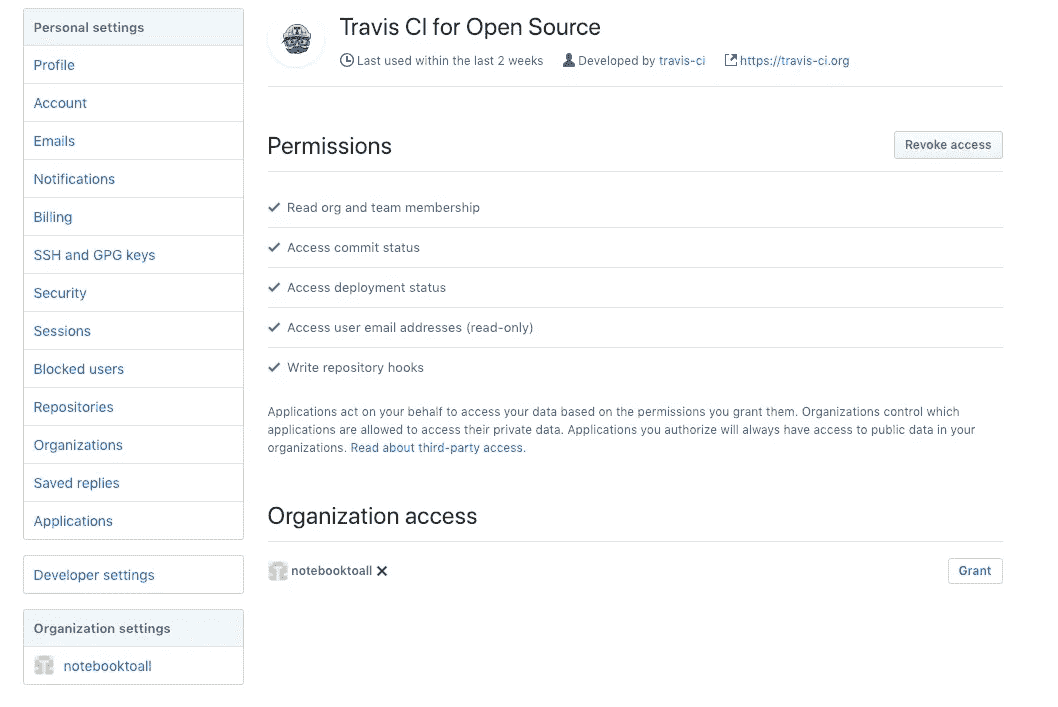 Personal settings
Profile
Account
Emails
Notifications
Billing
SSH and GPG keys
Security
Sessions
Blocked users
Repositories
Organizations
Saved replies
Applications
Developer settings
Organization settings
notebooktoall
Travis CI for Open Source
Last used within the last 2 weeks Developed by travis-ci https://travis-ci.org
Permissions
Revoke access
Read org and team membership
Access commit status
Access deployment status
Access user email addresses (read-only)
Write repository hooks
Applications act on your behalf to access your data based on the permissions you grant them. Organizations control which
applications are allowed to access their private data. Applications you authorize will always have access to public data in your
organizations. Read about third-party access.
Organization access
notebooktoall
Grant